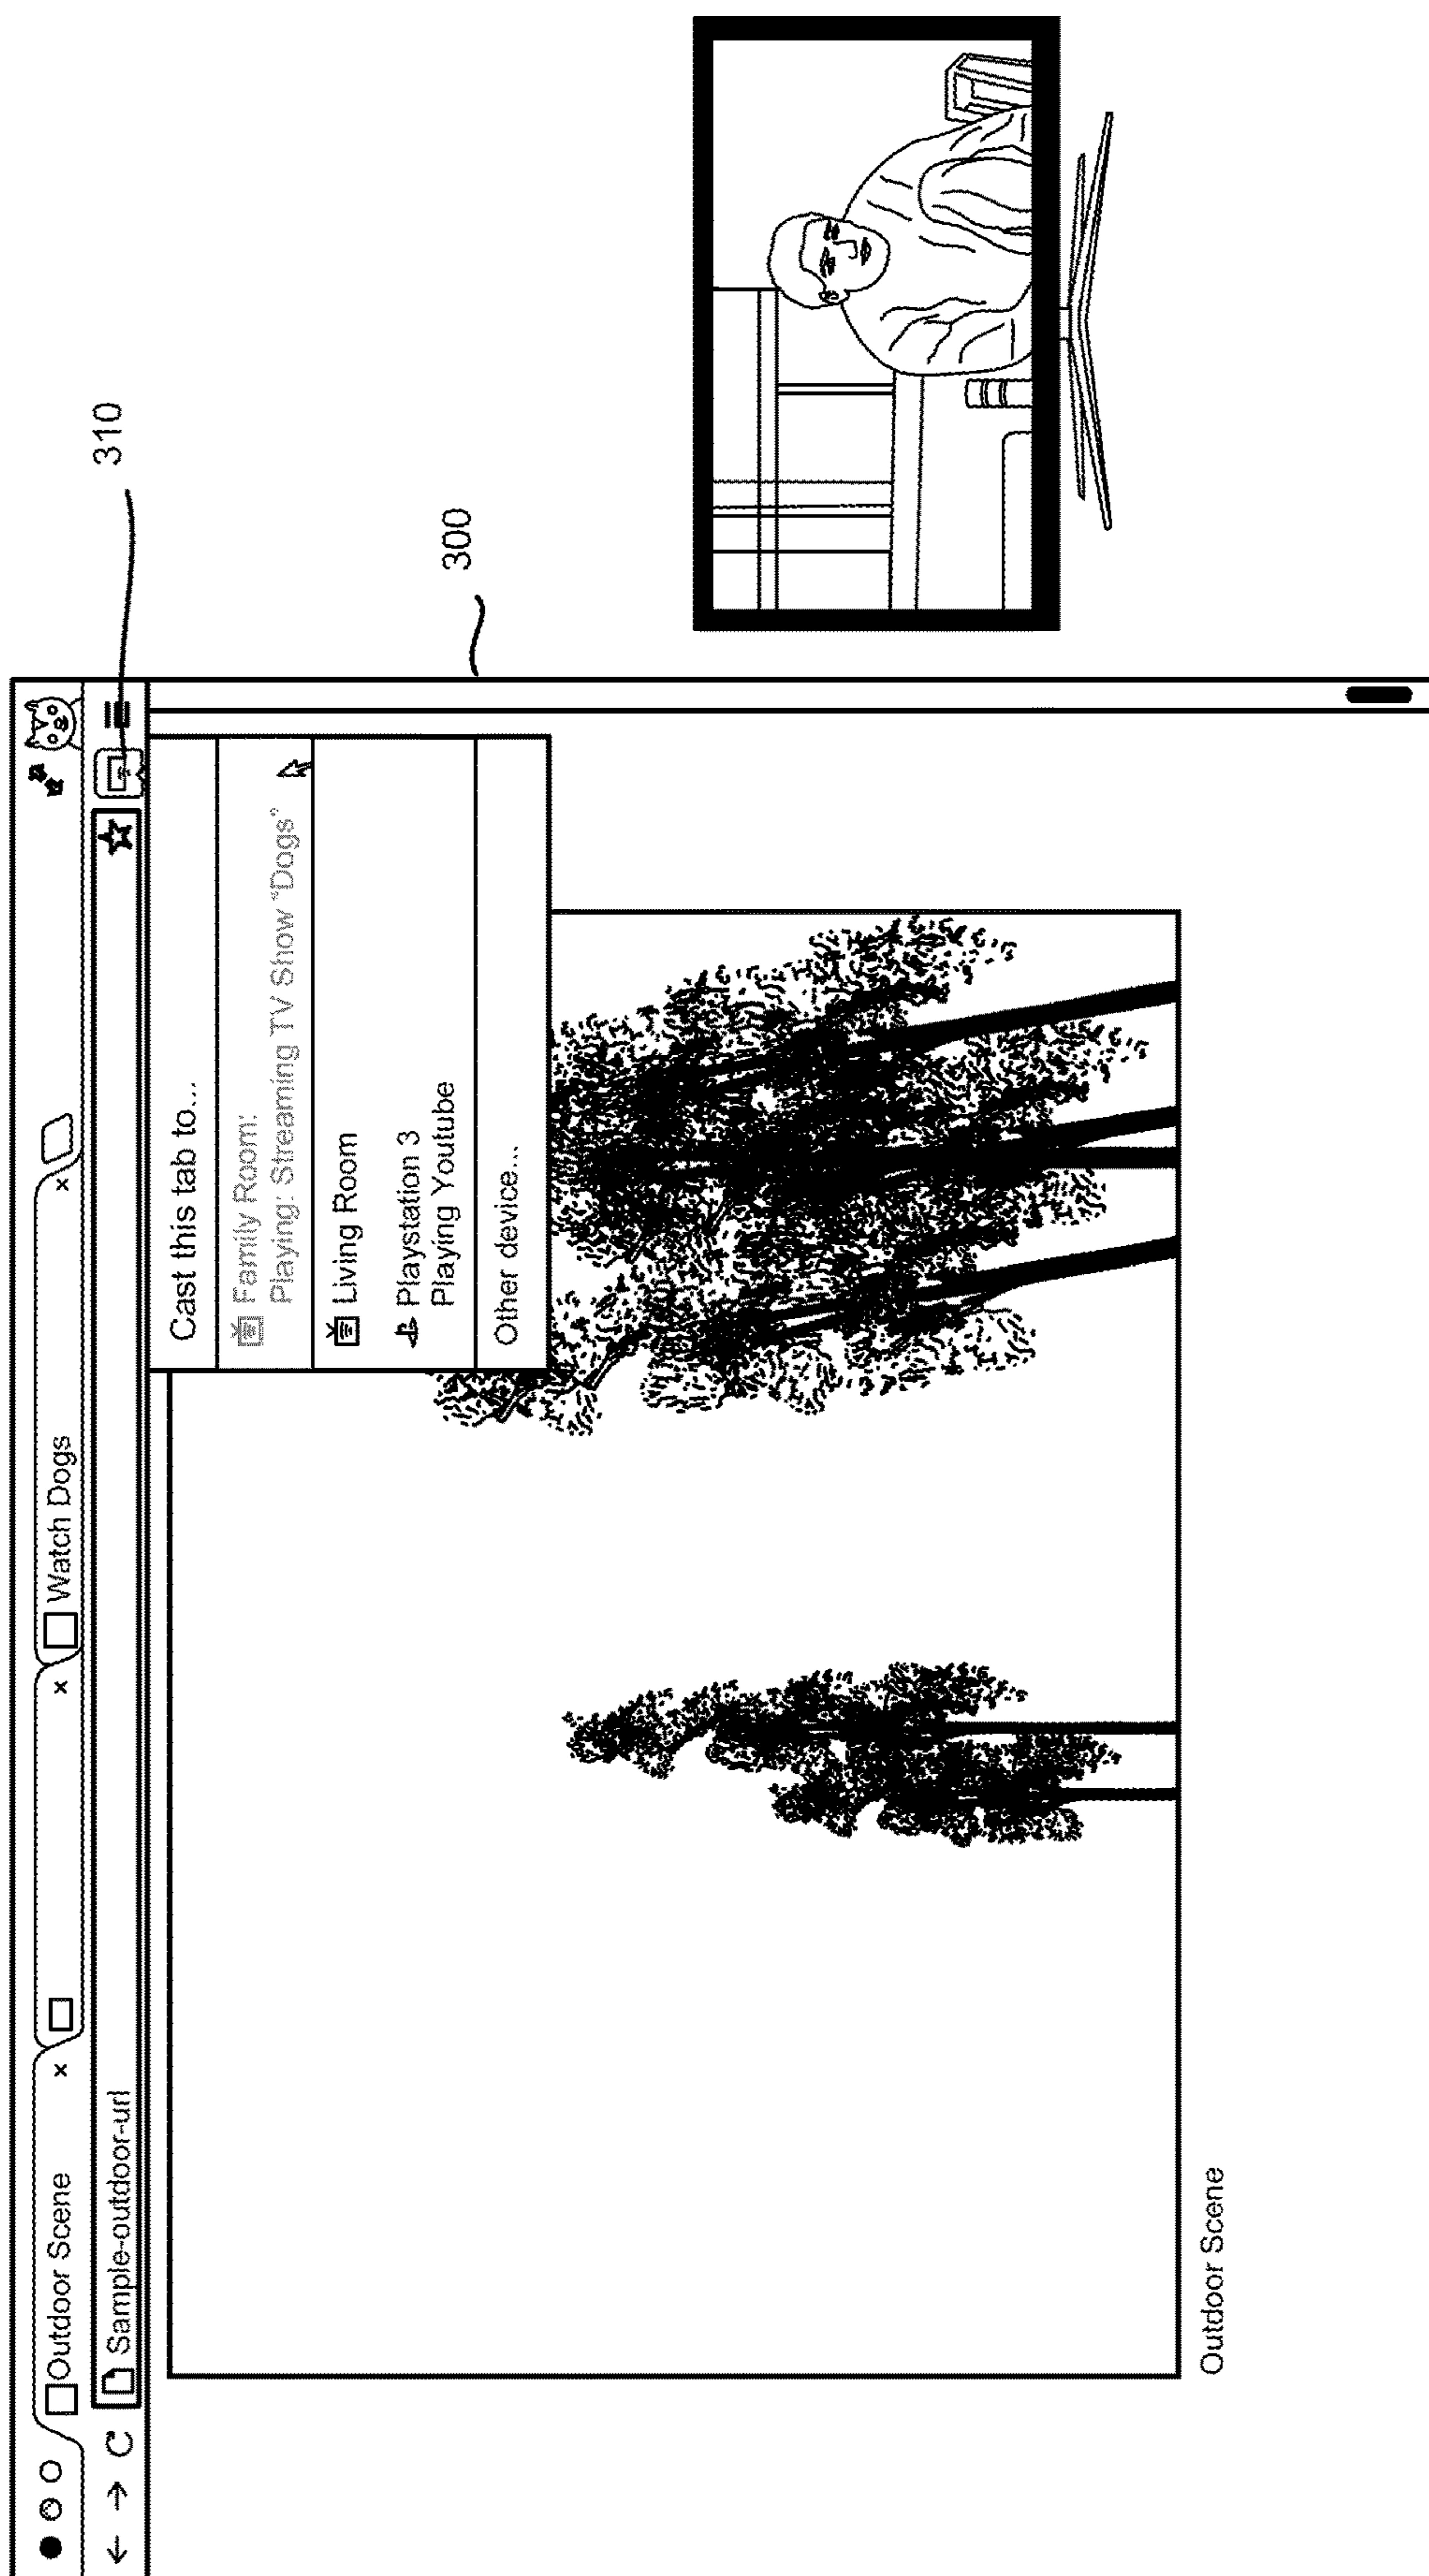 Outdoor Scene
Watch Dogs
Sample-outdoor-url
Cast this tab to...
Family Room:
Playing: Streaming TV Show "Dogs"
Living Room
Playstation 3
Playing Youtube
Other device...
Outdoor Scene
310
300